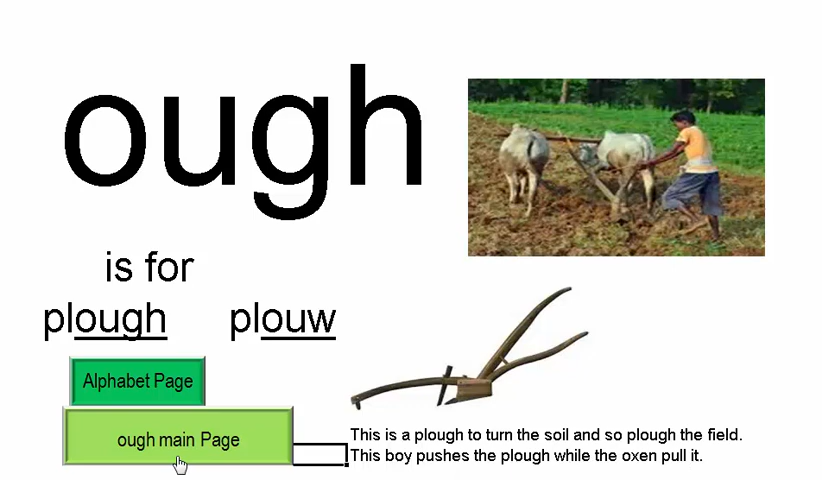 ough
is for
plough plouw
Alphabet Page
ough main Page
This is a plough to turn the soil and so plough the field.
This boy pushes the plough while the oxen pull it.